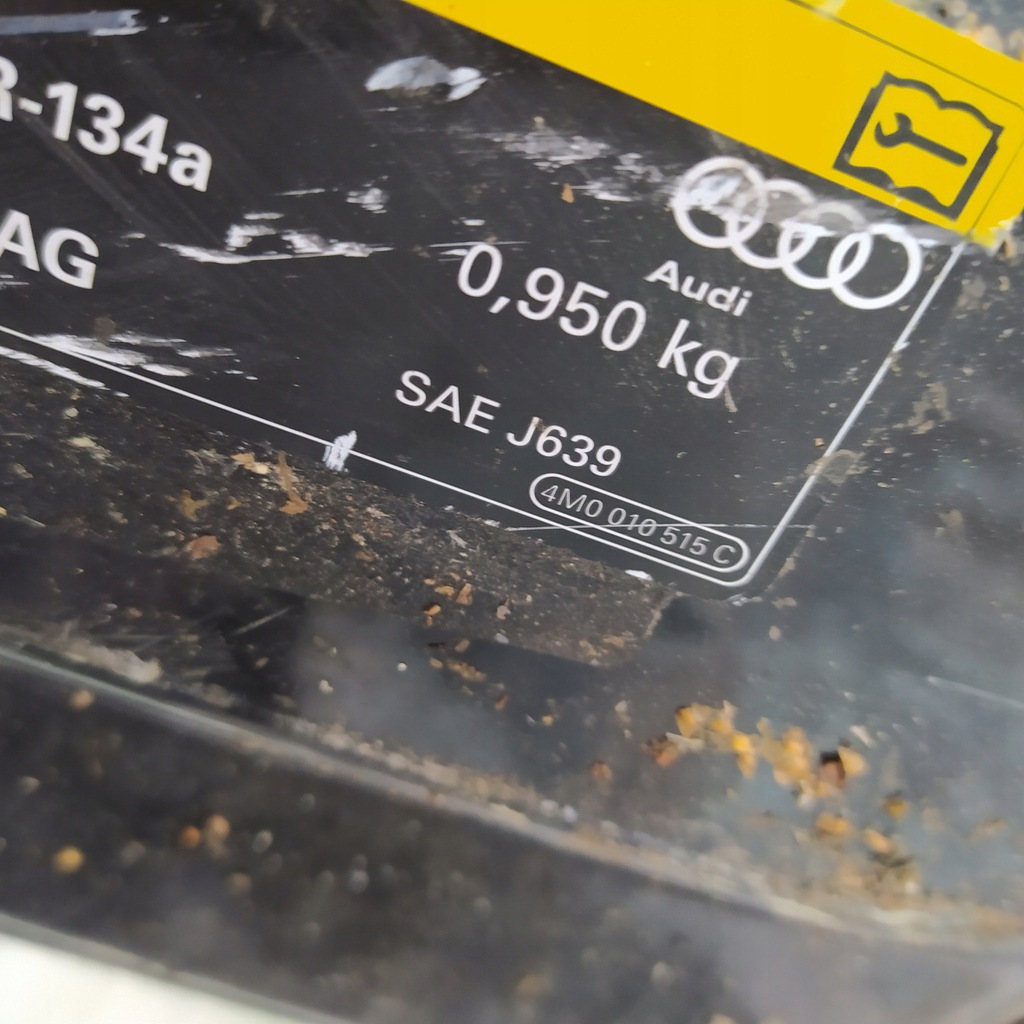 R-134a
AG
Audi
0,950 kg
SAE J639
4M0 010 515 C